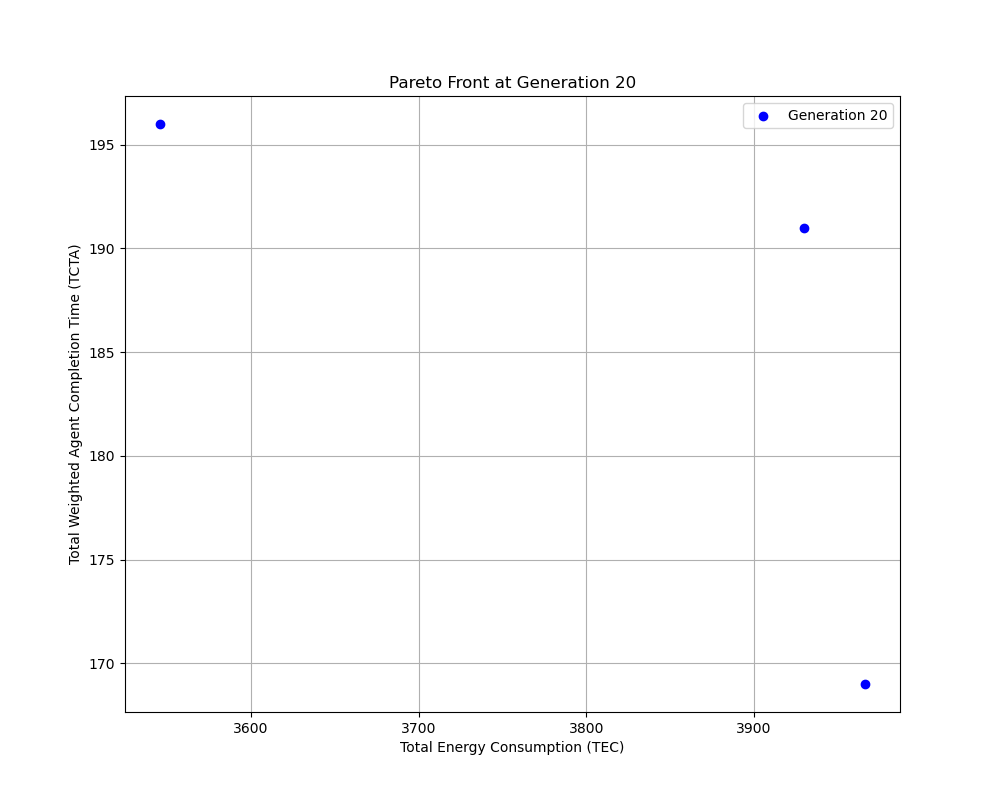 Pareto Front at Generation 20
Generation 20
195
190
185
180
175
170
Total Weighted Agent Completion Time (TCTA)
3600
3700
3800
3900
Total Energy Consumption (TEC)